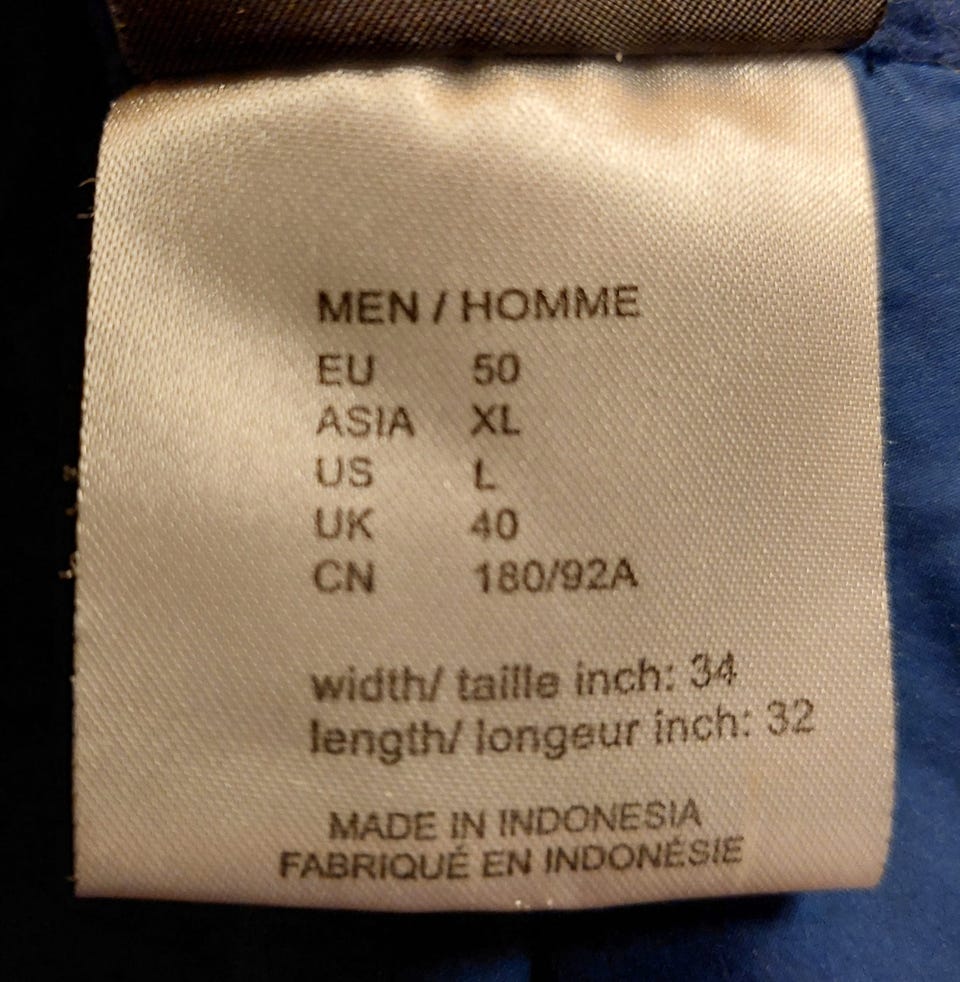 MEN / HOMME
EU 50
ASIA XL
US L
UK 40
CN 180/92A
width/ taille inch: 34
length/ longeur inch: 32
MADE IN INDONESIA
FABRIQUÉ EN INDONÉSIE